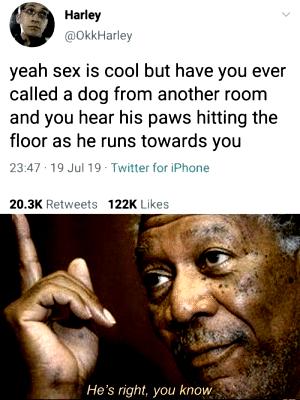 Harley
@OkkHarley
yeah sex is cool but have you ever
called a dog from another room
and you hear his paws hitting the
floor as he runs towards you
23:47 · 19 Jul 19 · Twitter for iPhone
20.3K Retweets 122K Likes
He's right, you know